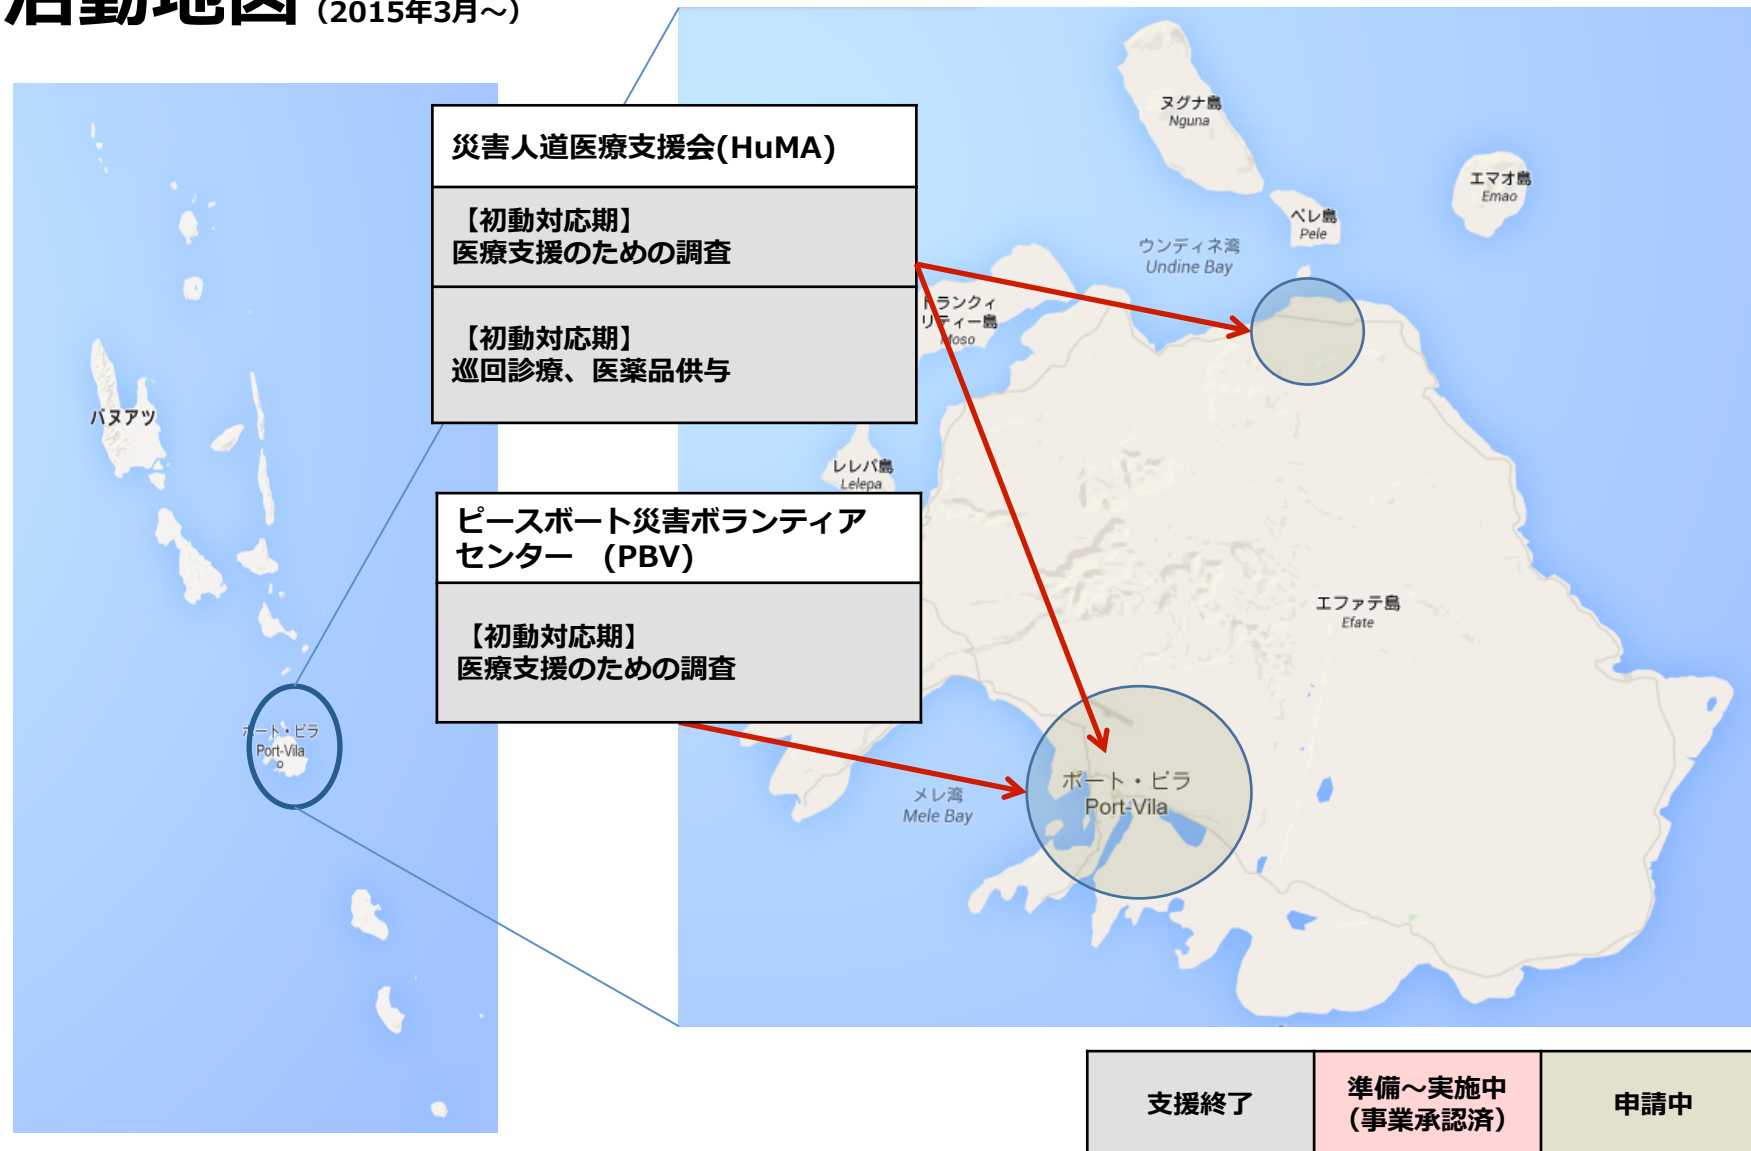 活動地図（2015年3月～）
災害人道医療支援会(HuMA)
【初動対応期】
医療支援のための調査
【初動対応期】
巡回診療、医薬品供与
ピースボート災害ボランティア
センター　(PBV)
【初動対応期】
医療支援のための調査
バヌアツ
ポート・ビラ
Port-Vila
ヌグナ島
Nguna
エマオ島
Emao
ペレ島
Pele
ウンディネ湾
Undine Bay
トランクィ
リティー島
Moso
レレパ島
Lelepa
エファテ島
Efate
メレ湾
Mele Bay
ポート・ビラ
Port-Vila
支援終了
準備～実施中
（事業承認済）
申請中